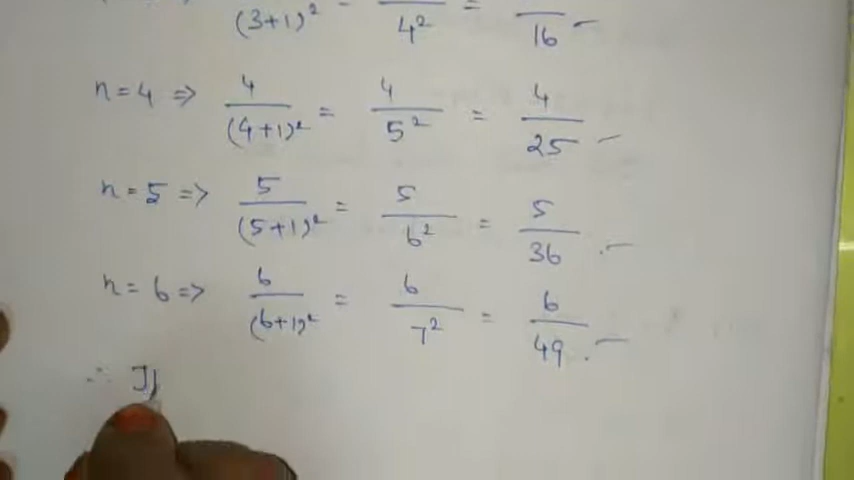 (3+1)² - 4² = 16
n = 4 => 4/(4+1)² = 4/5² = 4/25
n = 5 => 5/(5+1)² = 5/6² = 5/36.
n = 6 => 6/(6+1)² = 6/7² = 6/49.
∴